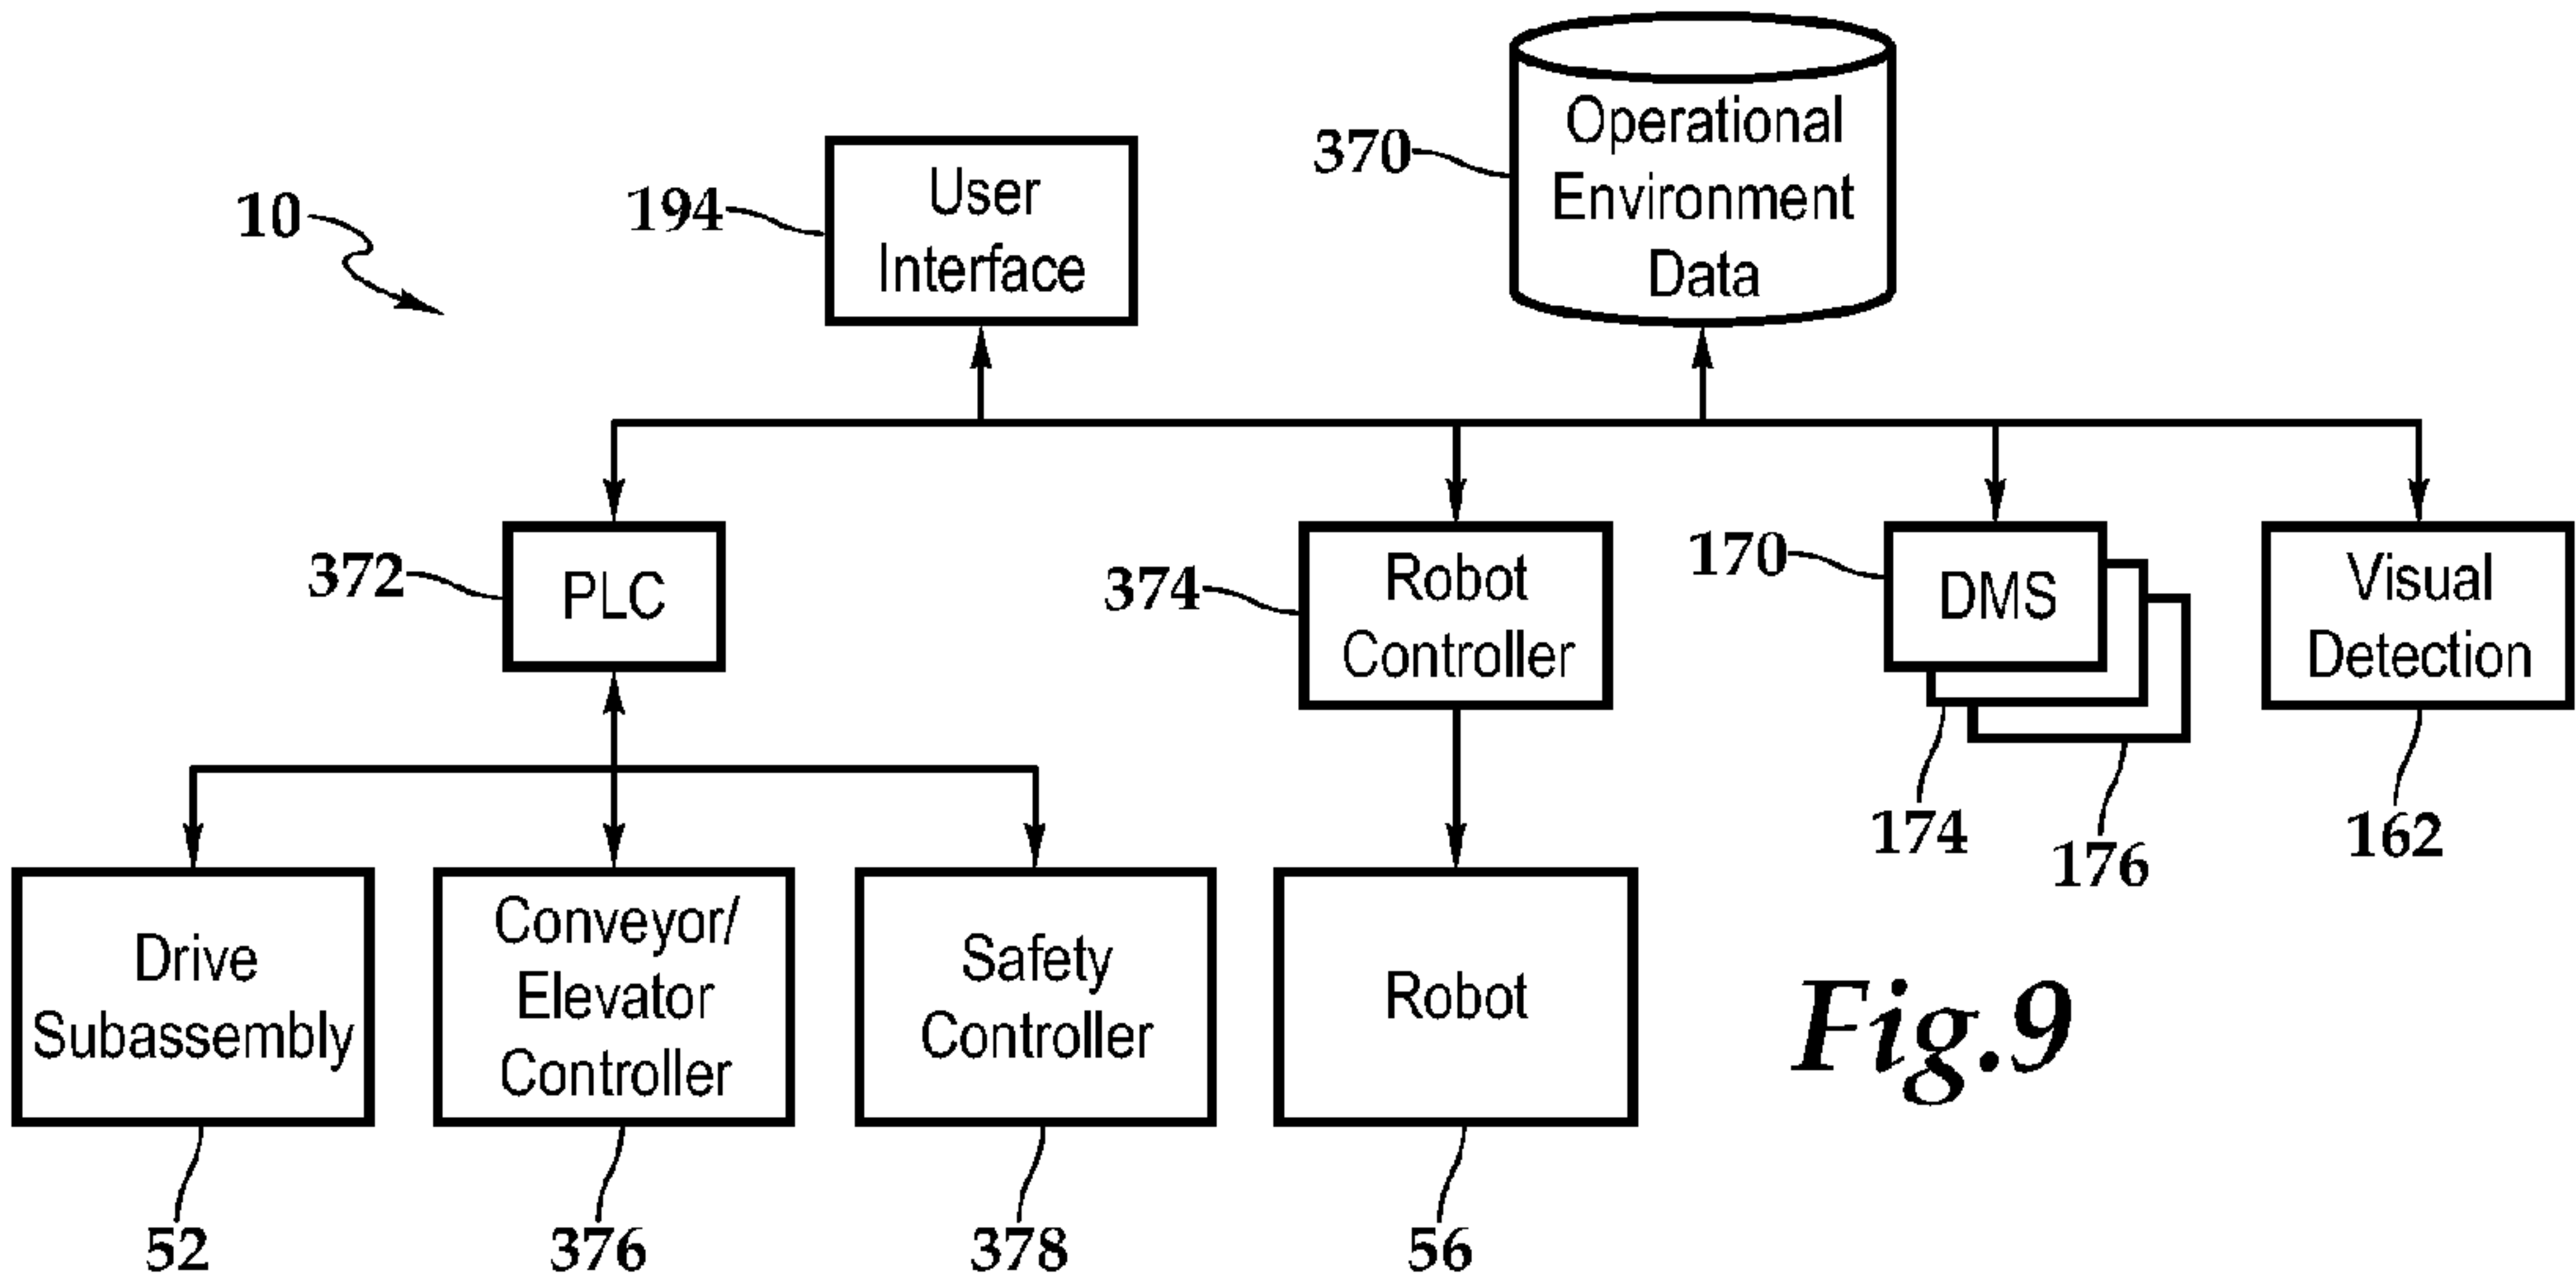 Operational
370
Environment
Data
User
Interface
194
10
372
PLC
374
Robot
Controller
170
DMS
Visual
Detection
174
176
162
Drive
Subassembly
Conveyor/
Elevator
Controller
Safety
Controller
Robot
Fig.9
52
376
378
56